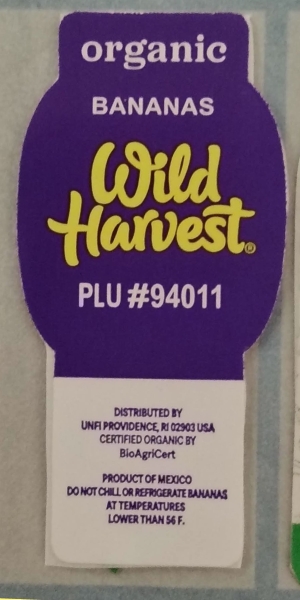 organic
BANANAS
Wild
Harvest®
PLU #94011
DISTRIBUTED BY
UNFI PROVIDENCE, RI 02903 USA
CERTIFIED ORGANIC BY
BioAgriCert
PRODUCT OF MEXICO
DO NOT CHILL OR REFRIGERATE BANANAS
AT TEMPERATURES
LOWER THAN 56 F.